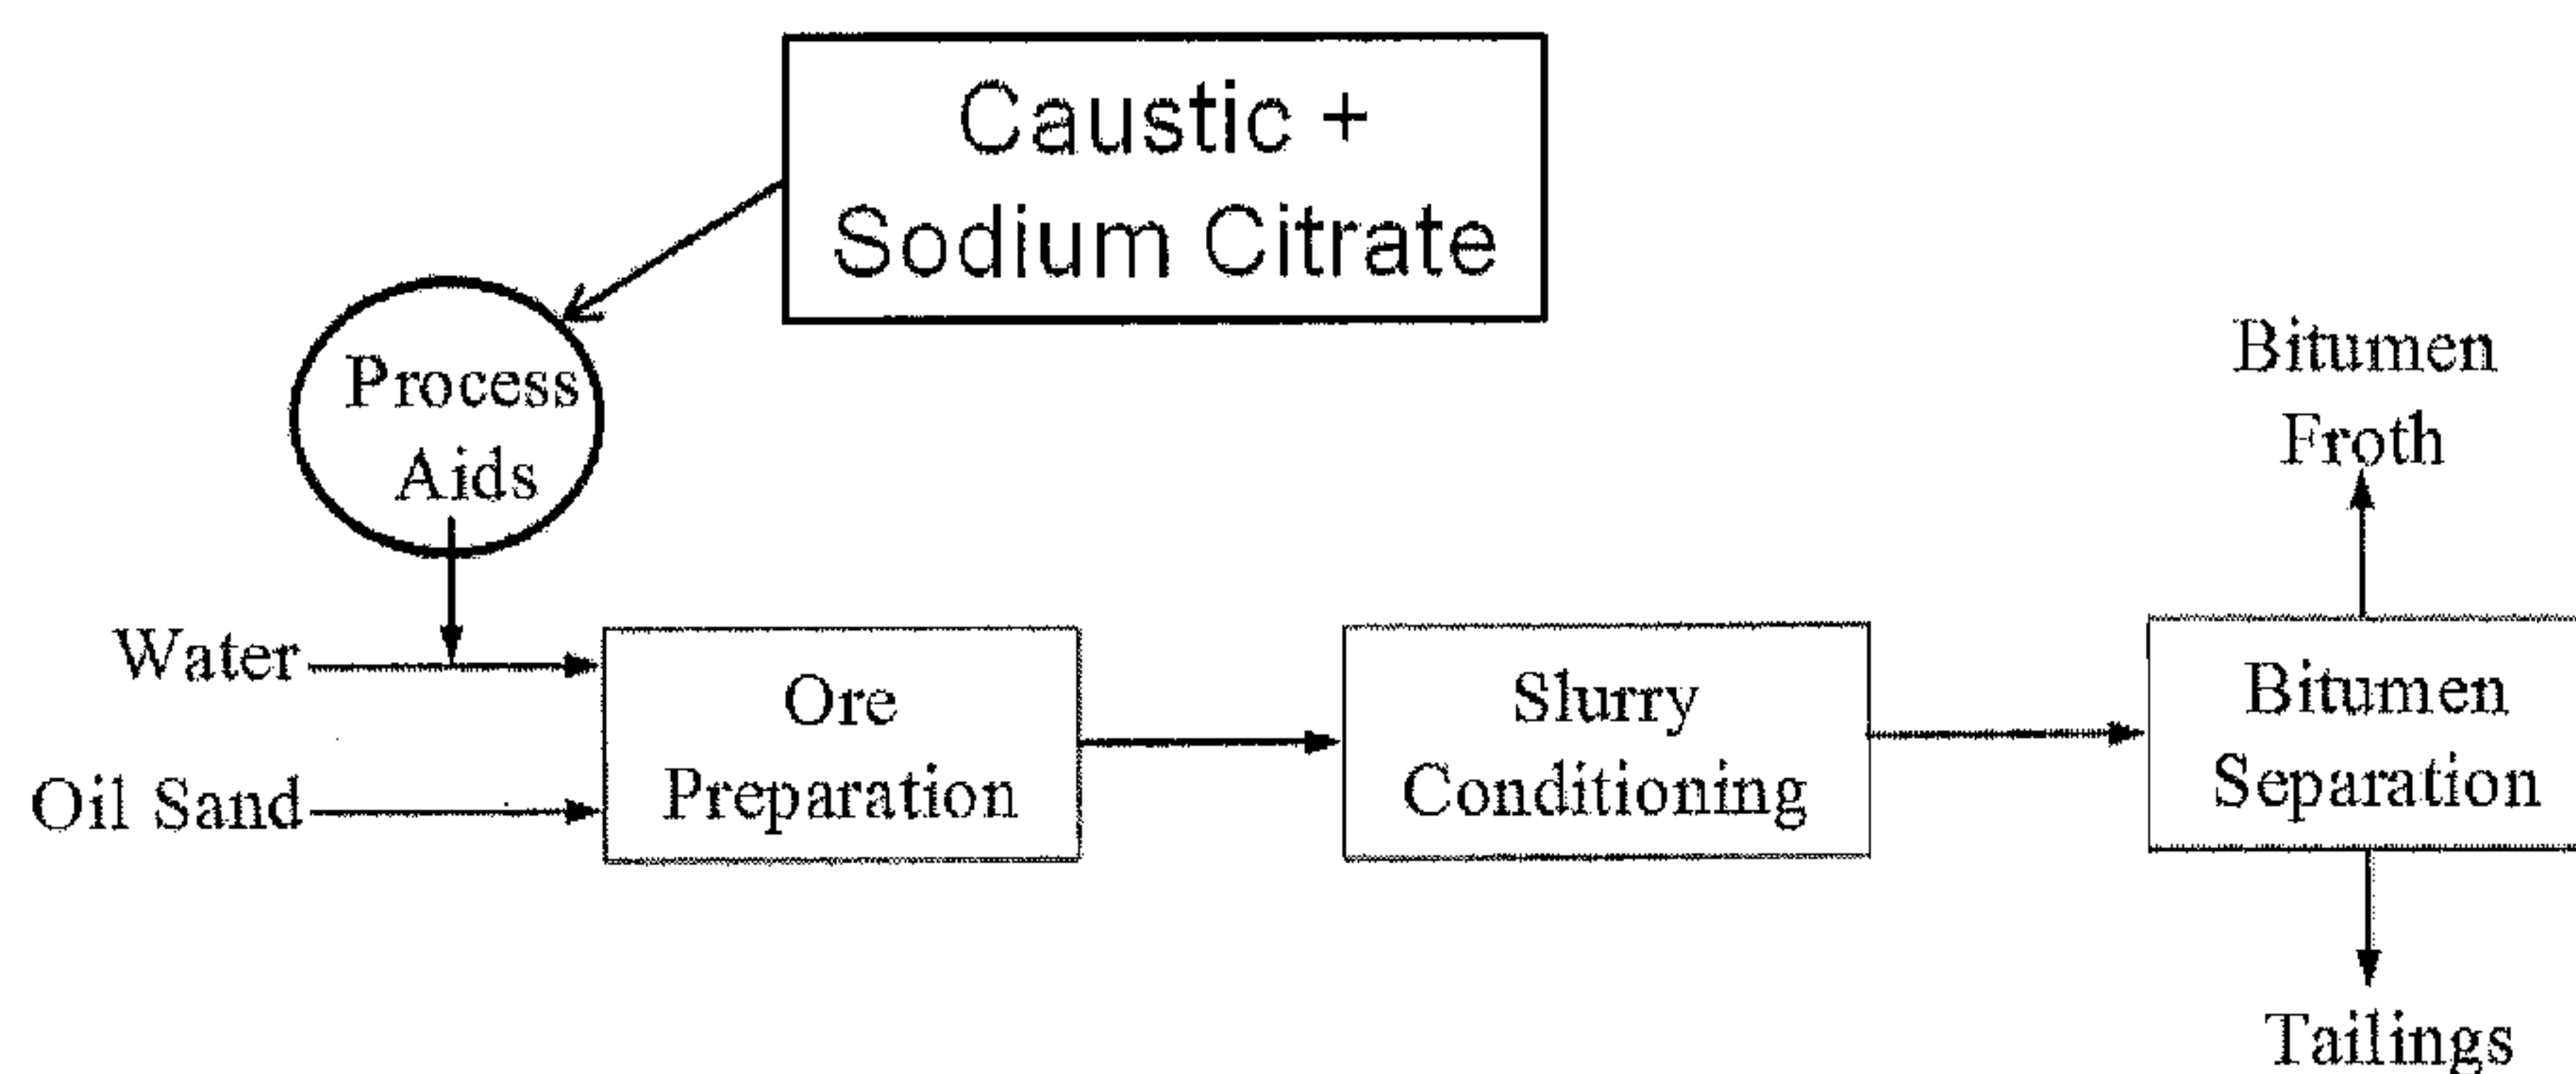 Caustic +
Sodium Citrate
Process
Aids
Bitumen
Froth
Water
Oil Sand
Ore
Preparation
Slurry
Conditioning
Bitumen
Separation
Tailings